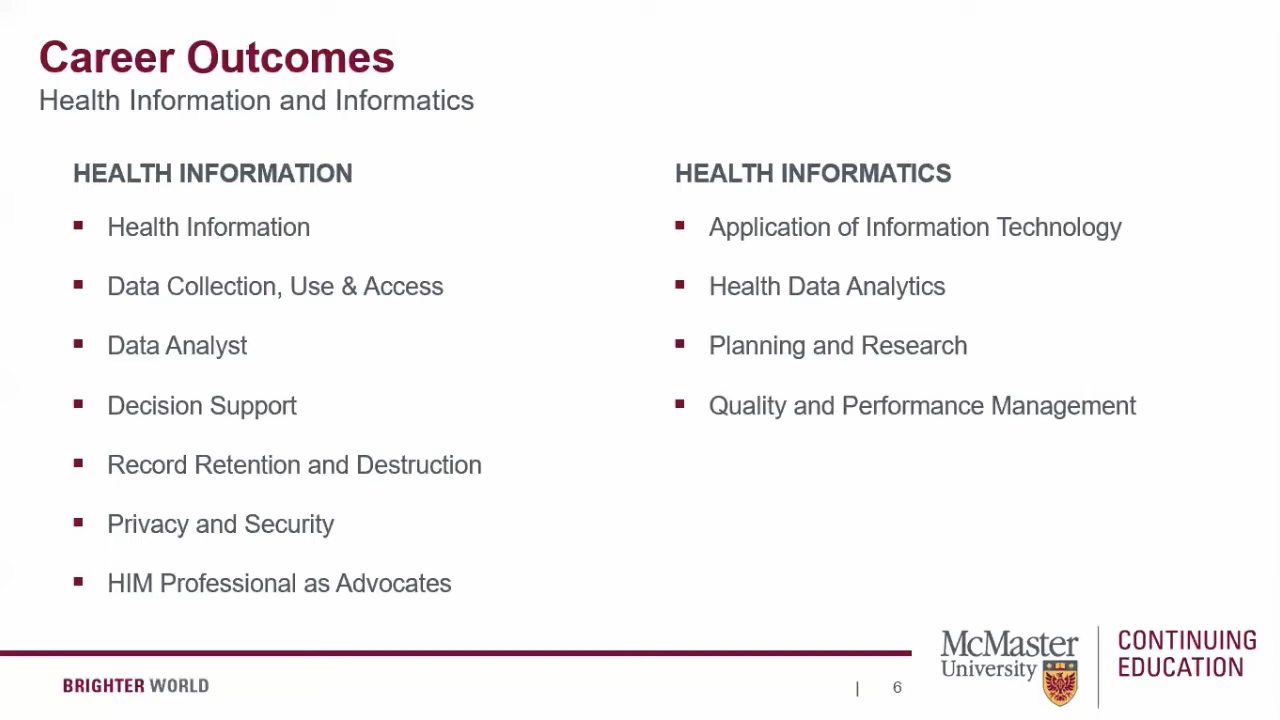 Career Outcomes
Health Information and Informatics
HEALTH INFORMATION
Health Information
Data Collection, Use & Access
Data Analyst
Decision Support
Record Retention and Destruction
Privacy and Security
HIM Professional as Advocates
HEALTH INFORMATICS
Application of Information Technology
Health Data Analytics
Planning and Research
Quality and Performance Management
BRIGHTER WORLD
| 6
McMaster
University
CONTINUING
EDUCATION